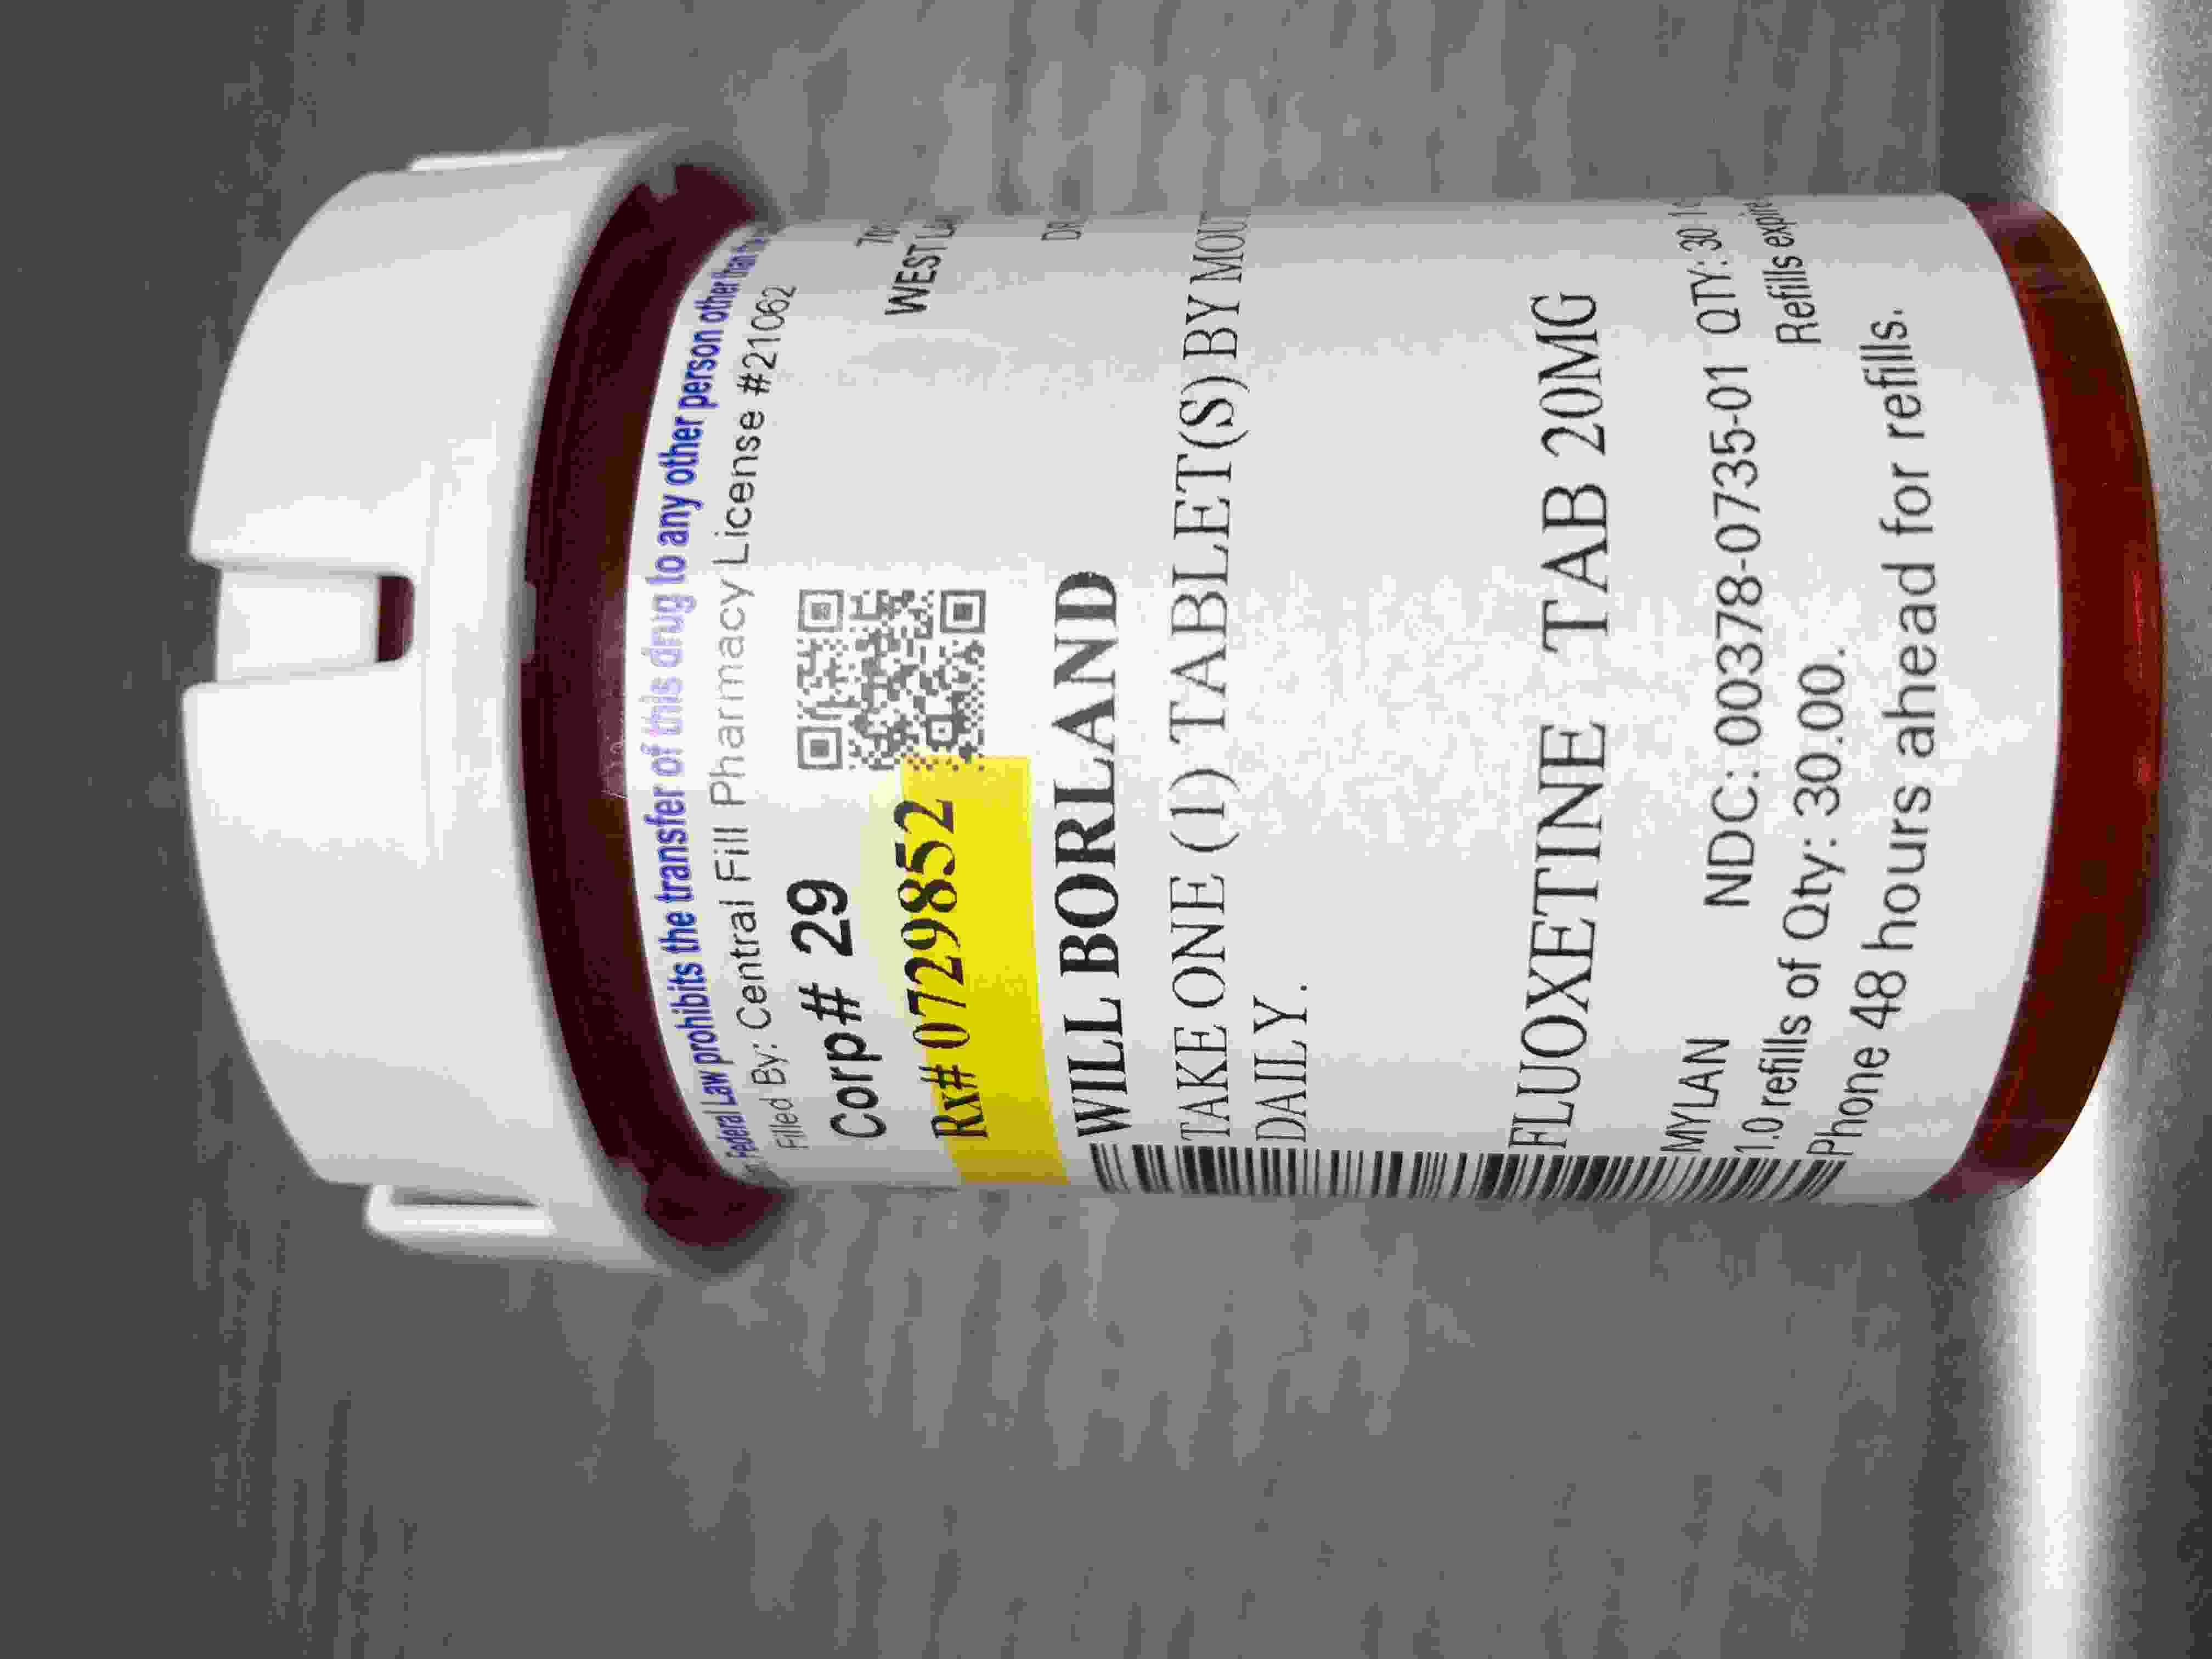 Federal Law prohibits the transfer of this drug to any other person other than the
Filled By: Central Fill Pharmacy License #21062
Corp# 29
Rx# 0729852
WEST
WILL BORLAND
TAKE ONE (1) TABLET(S) BY MOUT
DAILY.
FLUOXETINE TAB 20MG
MYLAN NDC: 00378-0735-01 QTY: 30
1.0 refills of Qty: 30.00. Refills expire
Phone 48 hours ahead for refills.